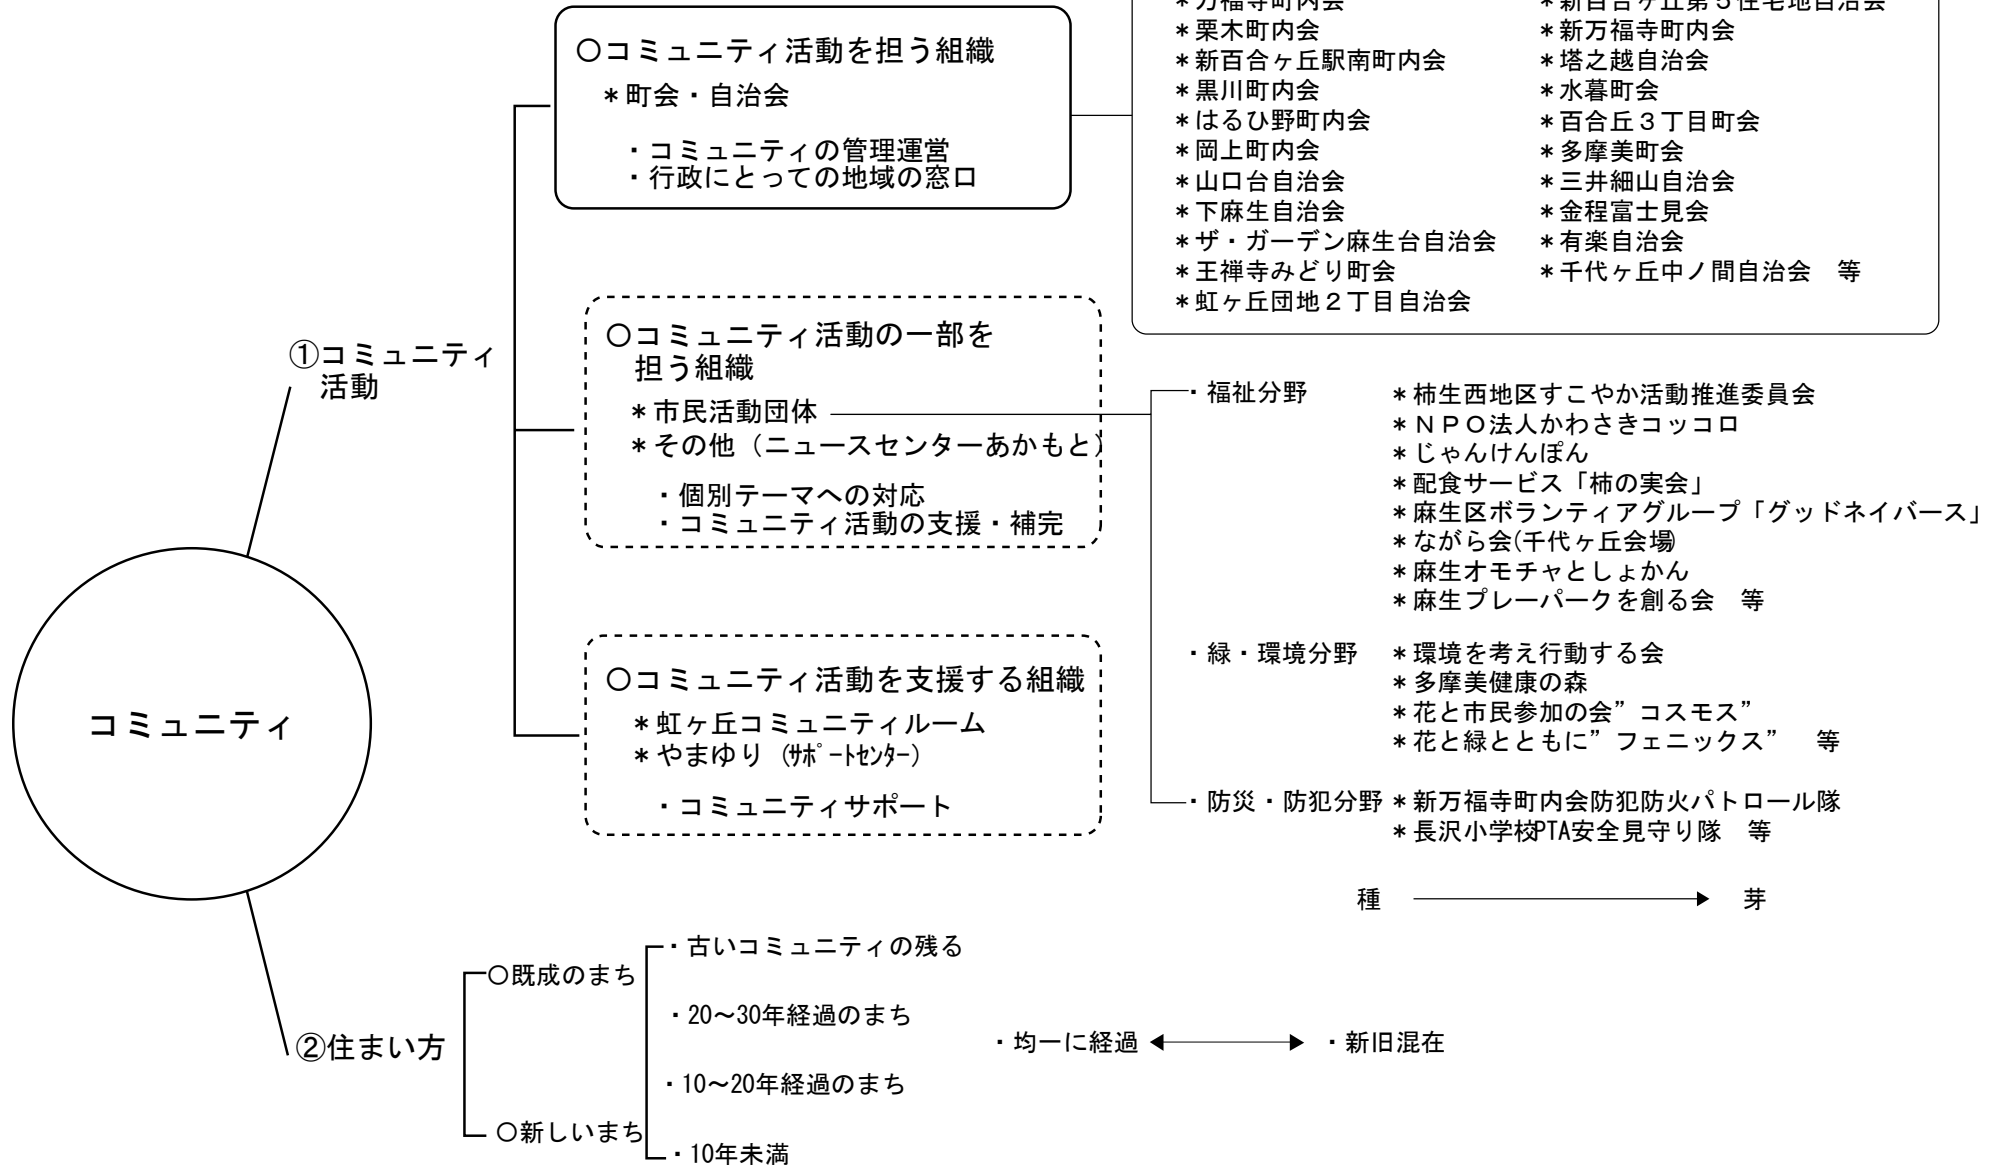 ＊万福寺町内会
＊栗木町内会
＊新百合ヶ丘駅南町内会
＊黒川町内会
＊はるひ野町内会
＊岡上町内会
＊山口台自治会
＊下麻生自治会
＊ザ・ガーデン麻生台自治会
＊王禅寺みどり町会
＊虹ヶ丘団地２丁目自治会
＊新百合ヶ丘第５住宅地自治会
＊新万福寺町内会
＊塔之越自治会
＊水暮町会
＊百合丘３丁目町会
＊多摩美町会
＊三井細山自治会
＊金程富士見会
＊有楽自治会
＊千代ヶ丘中ノ間自治会　等
○コミュニティ活動を担う組織
＊町会・自治会
・コミュニティの管理運営
・行政にとっての地域の窓口
①コミュニティ
活動
○コミュニティ活動の一部を
担う組織
＊市民活動団体
＊その他（ニュースセンターあかもと）
・個別テーマへの対応
・コミュニティ活動の支援・補完
・福祉分野
＊柿生西地区すこやか活動推進委員会
＊ＮＰＯ法人かわさきコッコロ
＊じゃんけんぽん
＊配食サービス「柿の実会」
＊麻生区ボランティアグループ「グッドネイバース」
＊ながら会(千代ヶ丘会場)
＊麻生オモチャとしょかん
＊麻生プレーパークを創る会　等
・緑・環境分野
＊環境を考え行動する会
＊多摩美健康の森
＊花と市民参加の会”コスモス”
＊花と緑とともに”フェニックス”　等
・防災・防犯分野
＊新万福寺町内会防犯防火パトロール隊
＊長沢小学校PTA安全見守り隊　等
○コミュニティ活動を支援する組織
＊虹ヶ丘コミュニティルーム
＊やまゆり（ｻﾎﾟｰﾄｾﾝﾀｰ）
・コミュニティサポート
コミュニティ
種　芽
②住まい方
○既成のまち
○新しいまち
・古いコミュニティの残る
・20～30年経過のまち
・10～20年経過のまち
・10年未満
・均一に経過
・新旧混在